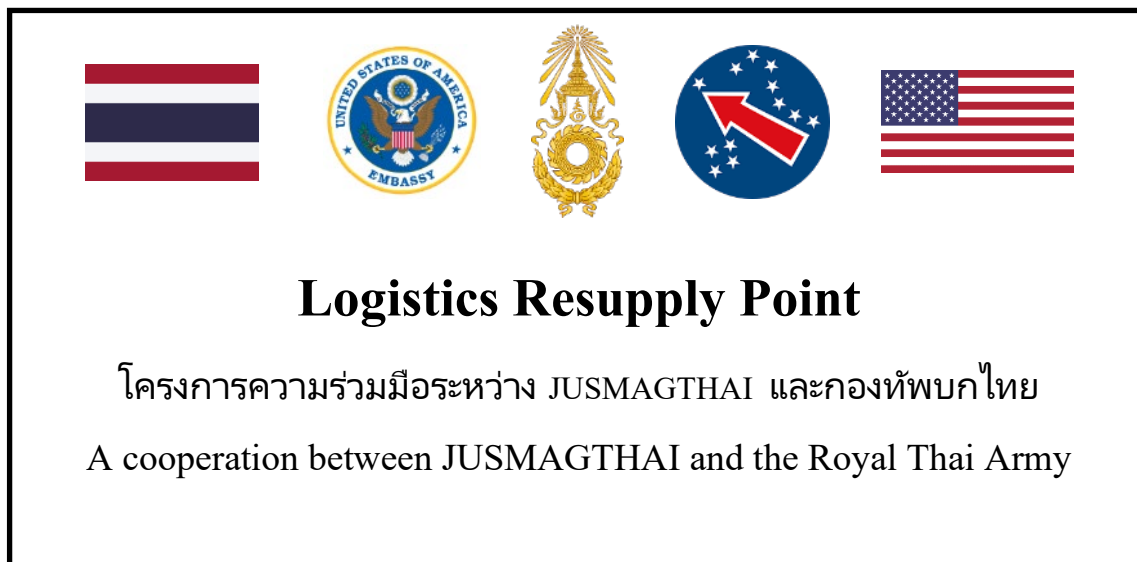 UNITED STATES OF AMERICA
EMBASSY
Logistics Resupply Point
โครงการความร่วมมือระหว่าง JUSMAGTHAI และกองทัพบกไทย
A cooperation between JUSMAGTHAI and the Royal Thai Army